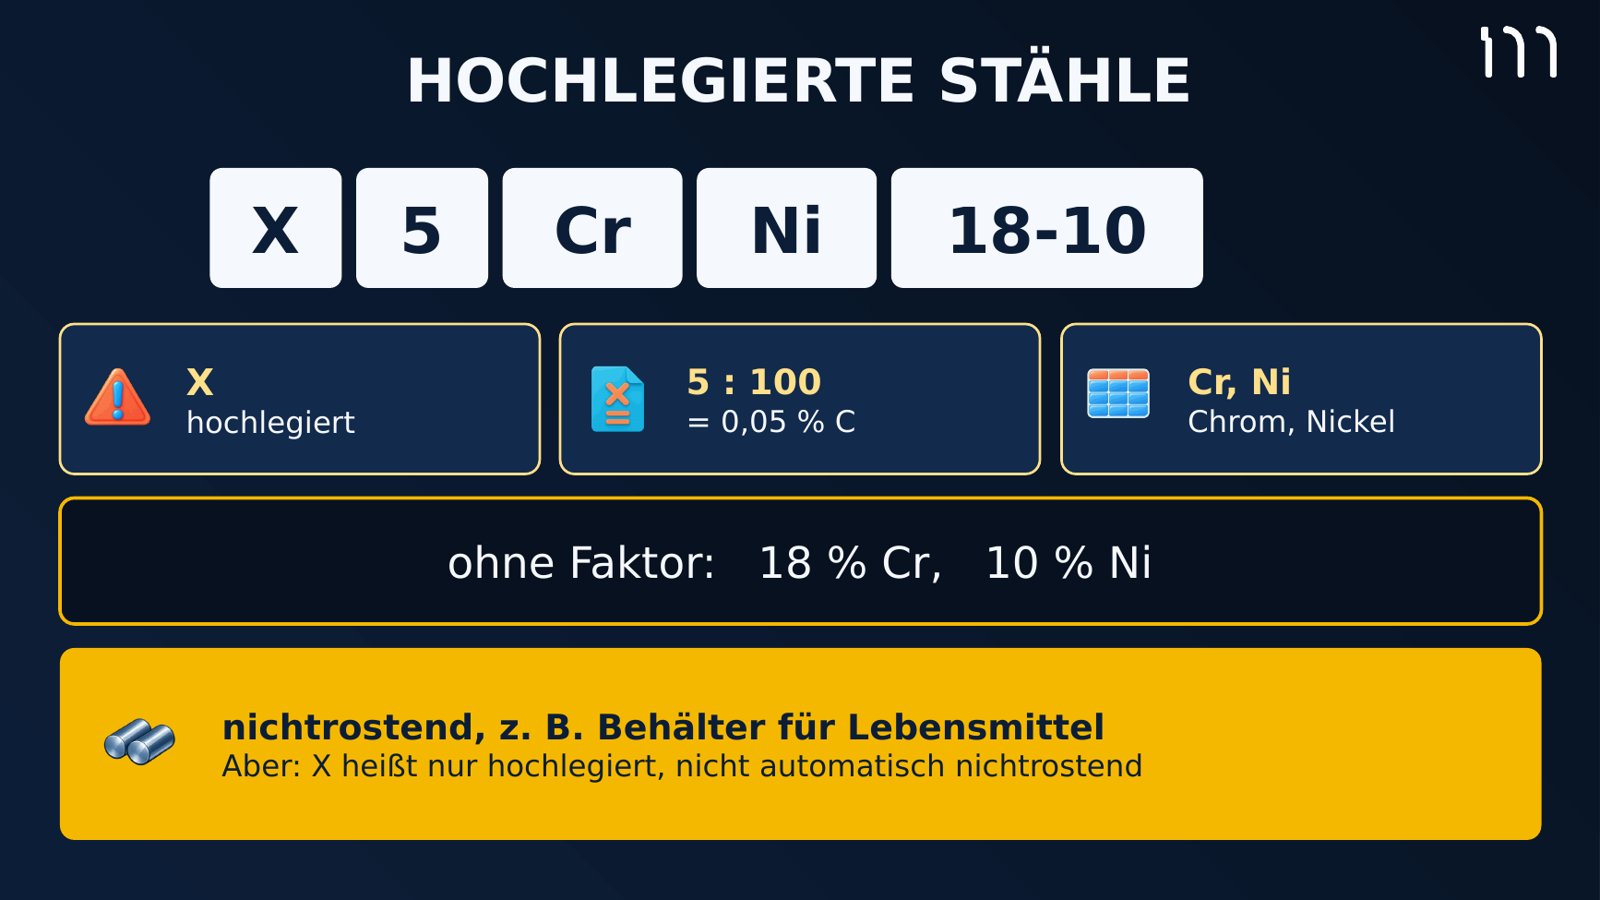 HOCHLEGIERTE STÄHLE
X 5 Cr Ni 18-10
X
hochlegiert
5 : 100
= 0,05 % C
Cr, Ni
Chrom, Nickel
ohne Faktor: 18 % Cr, 10 % Ni
nichtrostend, z. B. Behälter für Lebensmittel
Aber: X heißt nur hochlegiert, nicht automatisch nichtrostend